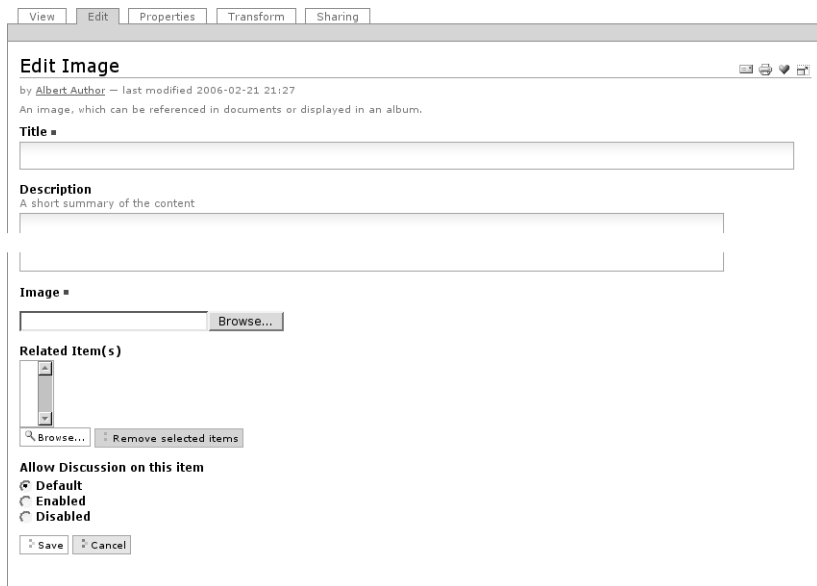 View Edit Properties Transform Sharing
Edit Image
by Albert Author — last modified 2006-02-21 21:27
An image, which can be referenced in documents or displayed in an album.
Title
Description
A short summary of the content
Image
Browse...
Related Item(s)
Browse... Remove selected items
Allow Discussion on this item
Default
Enabled
Disabled
Save Cancel